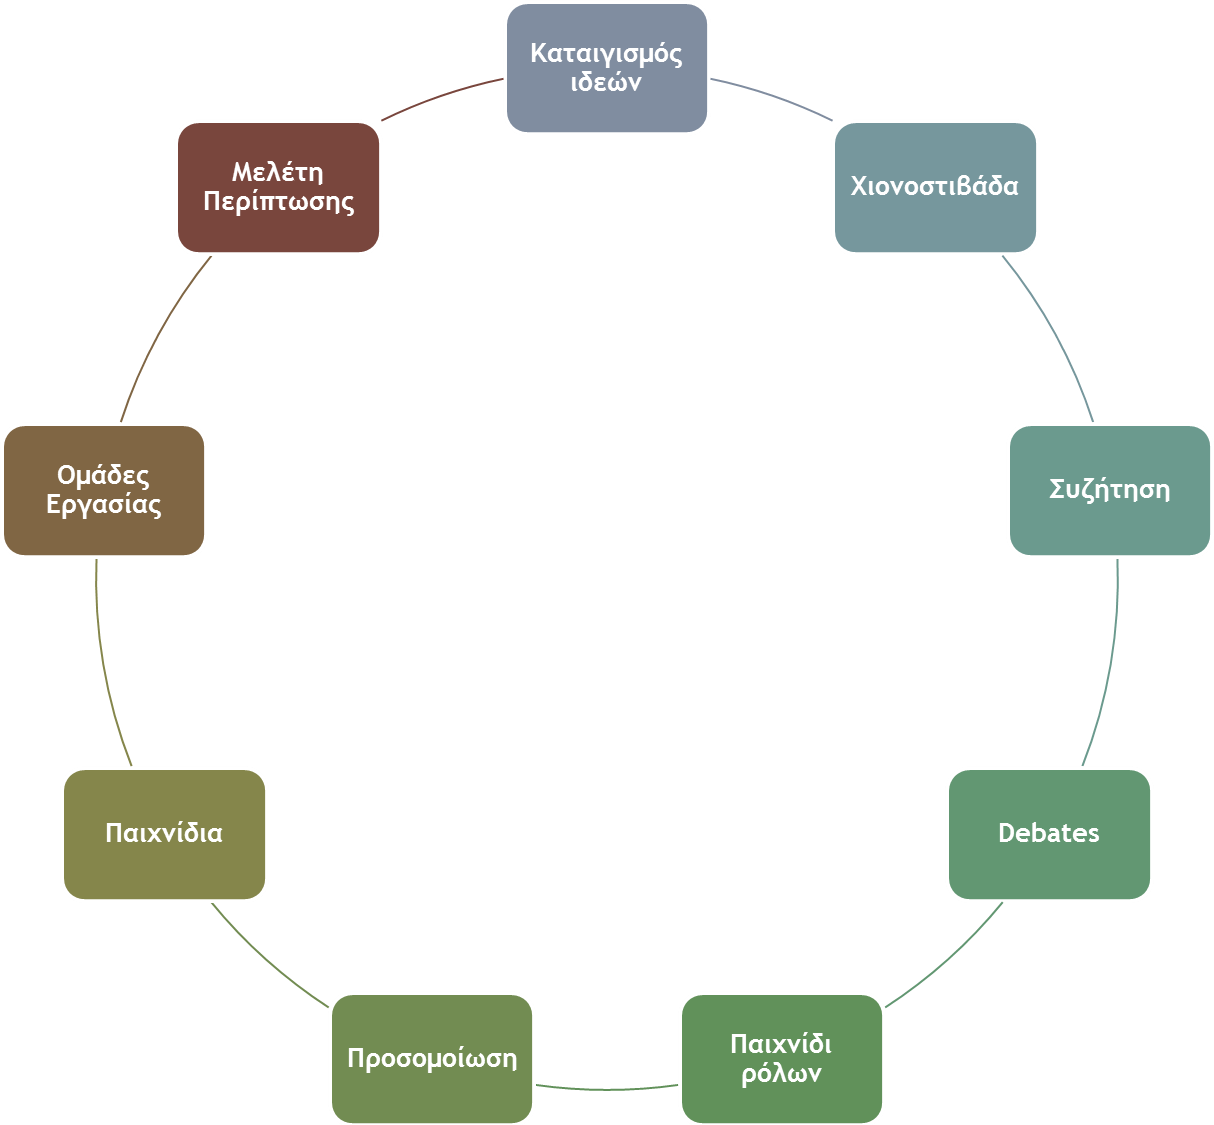 Καταιγισμός
ιδεών
Χιονοστιβάδα
Συζήτηση
Debates
Παιχνίδι
ρόλων
Προσομοίωση
Παιχνίδια
Ομάδες
Εργασίας
Μελέτη
Περίπτωσης